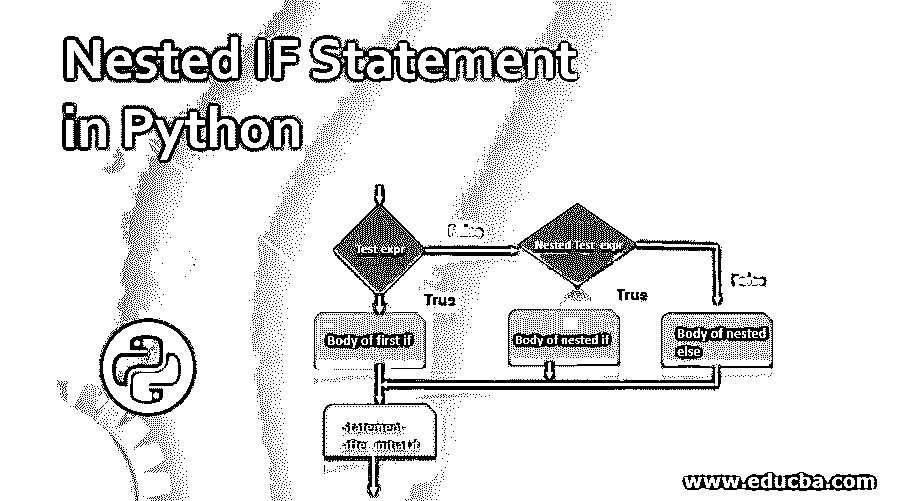 Nested IF Statement
in Python
Test expr
False
Nested Test expr
False
True
True
Body of first if
Body of nested if
Body of nested
else
statement
after initial if
www.educba.com